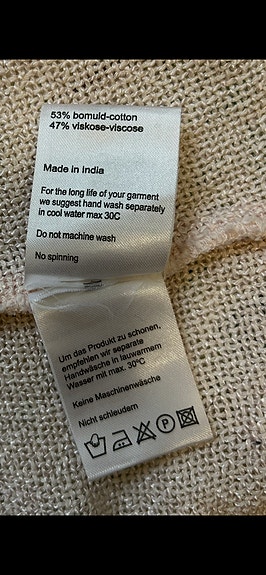 53% bomuld-cotton
47% viskose-viscose
Made in India
For the long life of your garment
we suggest hand wash separately
in cool water max 30C
Do not machine wash
No spinning
Um das Produkt zu schonen,
empfehlen wir separate
Handwäsche in lauwarmem
Wasser mit max. 30°C
Keine Maschinenwäsche
Nicht schleudern
P